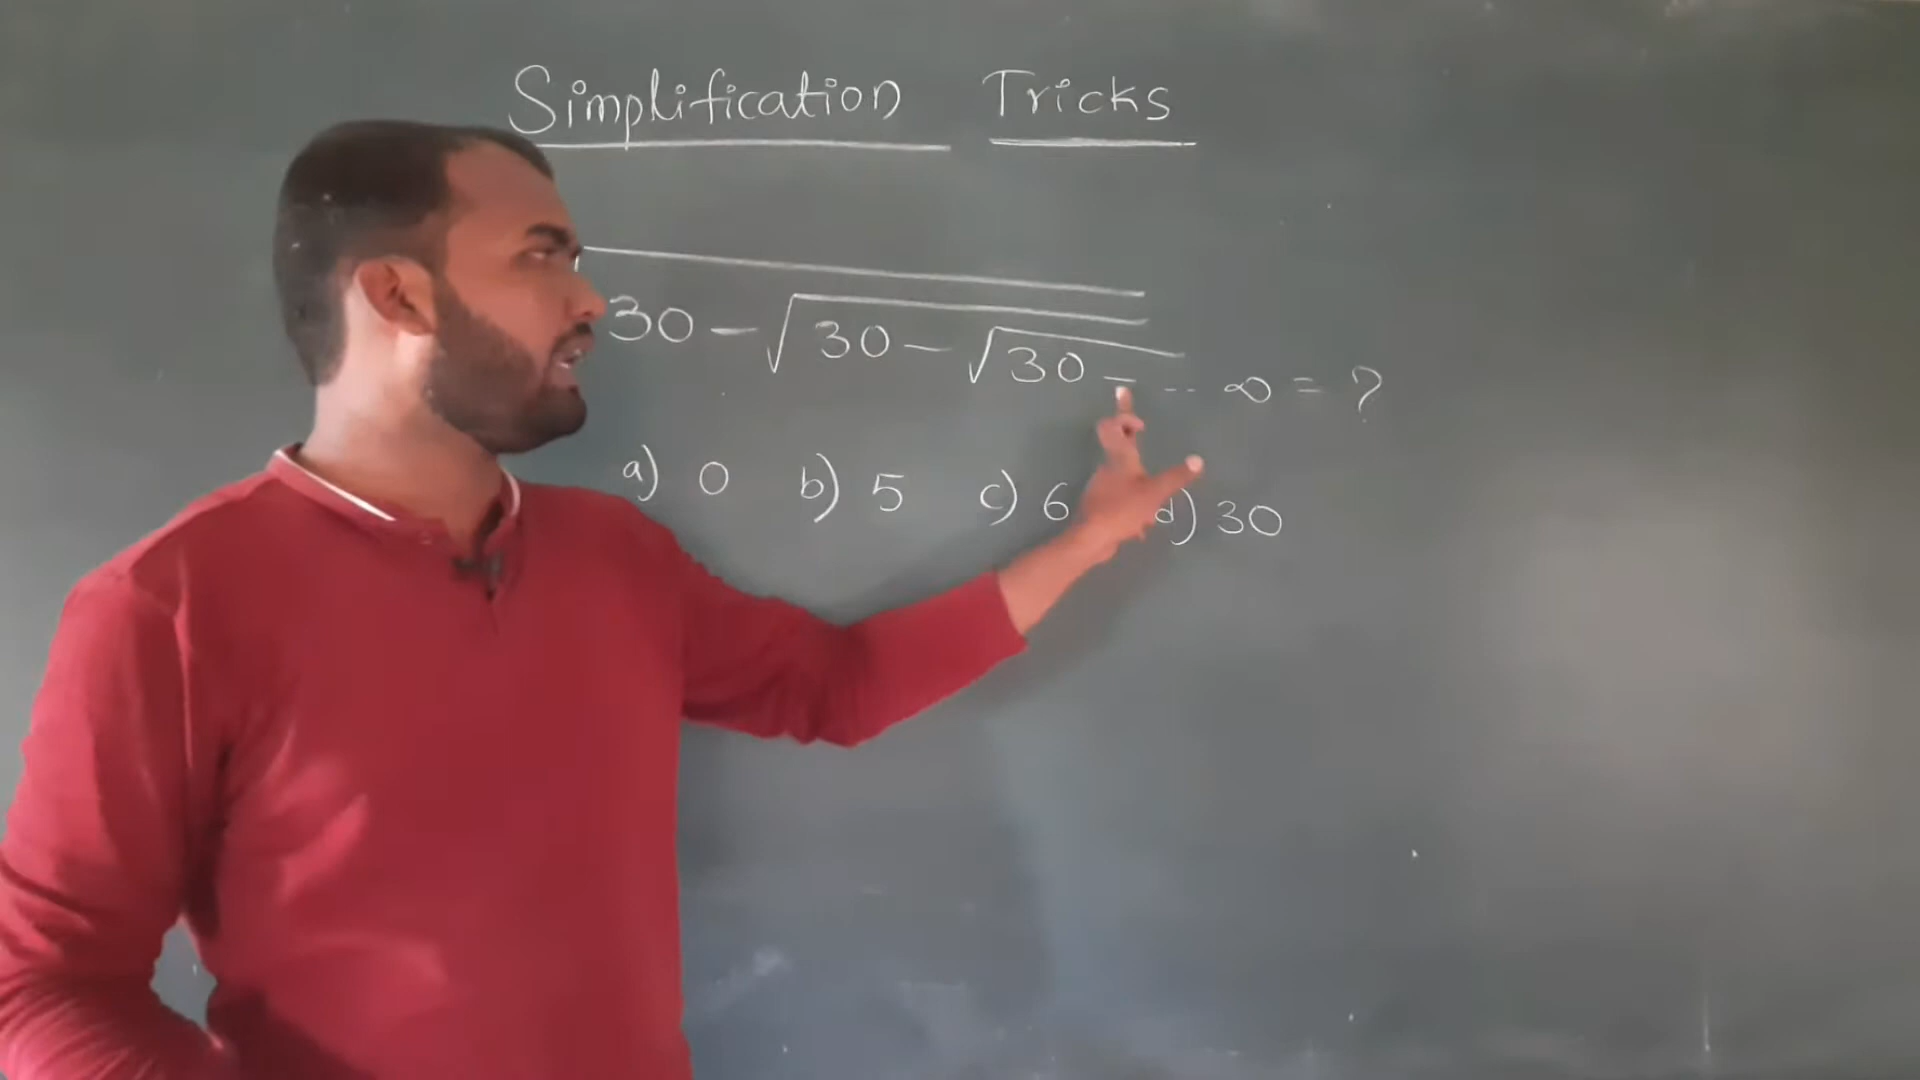 Simplification Tricks
30 - √30 - √30 - -- ∞ = ?
a) 0 b) 5 c) 6 d) 30